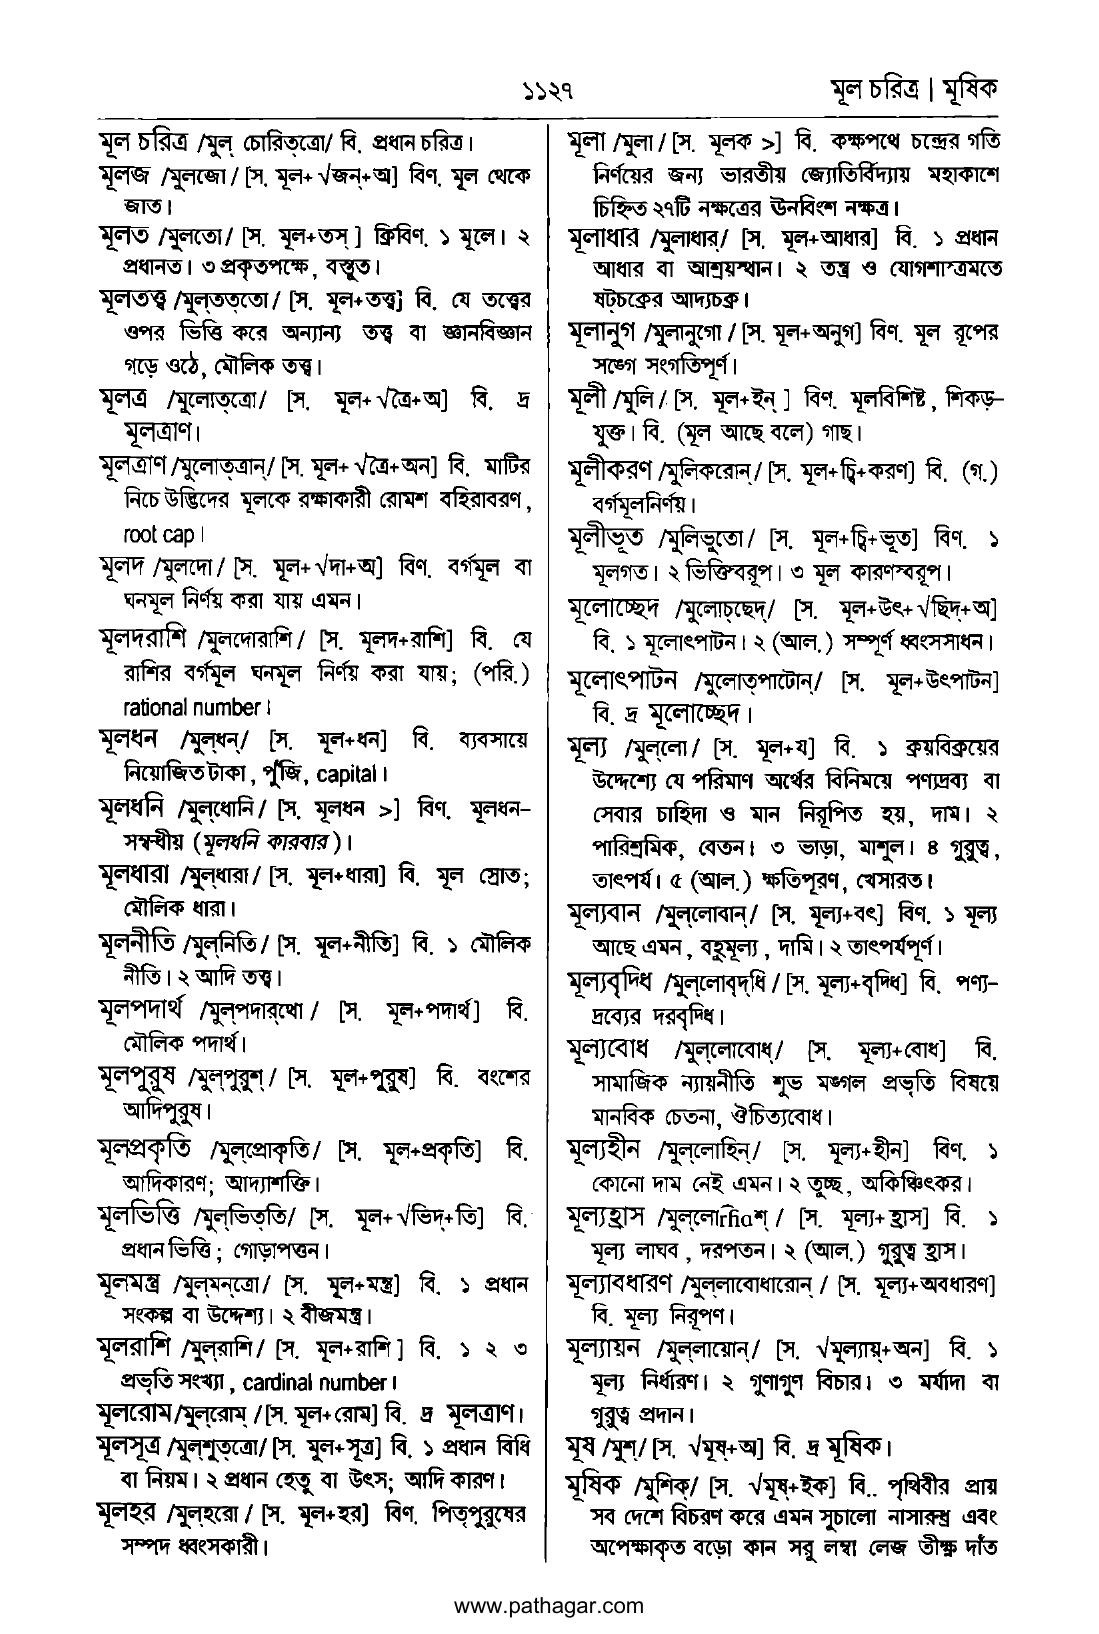 ১১২৭
মূল চরিত্র | মূষিক
মূল চরিত্র /মুল্ চোরিত্ত্রো/ বি. প্রধান চরিত্র।
মূলজ /মুলজো/ [স. মূল+√জন্+অ] বিণ. মূল থেকে
জাত।
মূলত /মুলতো/ [স. মূল+তস্ ] ক্রিবিণ. ১ মূলে। ২
প্রধানত। ৩ প্রকৃতপক্ষে, বস্তুত।
মূলতত্ত্ব /মুল্‌তত্‌তো/ [স. মূল+তত্ত্ব] বি. যে তত্ত্বের
ওপর ভিত্তি করে অন্যান্য তত্ত্ব বা জ্ঞানবিজ্ঞান
গড়ে ওঠে, মৌলিক তত্ত্ব।
মূলত্র /মুলোত্ত্রো/ [স. মূল+√ত্রৈ+অ] বি. দ্র
মূলত্রাণ।
মূলত্রাণ /মুলোত্ত্রান্/ [স. মূল+√ত্রৈ+অন] বি. মাটির
নিচে উদ্ভিদের মূলকে রক্ষাকারী রোমশ বহিরাবরণ,
root cap।
মূলদ /মুলদো/ [স. মূল+√দা+অ] বিণ. বর্গমূল বা
ঘনমূল নির্ণয় করা যায় এমন।
মূলদরাশি /মুলদোরাশি/ [স. মূলদ+রাশি] বি. যে
রাশির বর্গমূল ঘনমূল নির্ণয় করা যায়; (পরি.)
rational number।
মূলধন /মুল্‌ধন্/ [স. মূল+ধন] বি. ব্যবসায়ে
নিয়োজিত টাকা, পুঁজি, capital।
মূলধনি /মুল্‌ধোনি/ [স. মূলধন >] বিণ. মূলধন-
সম্বন্ধীয় (মূলধনি কারবার)।
মূলধারা /মুল্‌ধারা/ [স. মূল+ধারা] বি. মূল স্রোত;
মৌলিক ধারা।
মূলনীতি /মুল্‌নিতি/ [স. মূল+নীতি] বি. ১ মৌলিক
নীতি। ২ আদি তত্ত্ব।
মূলপদার্থ /মুল্‌পদার্‌থো/ [স. মূল+পদার্থ] বি.
মৌলিক পদার্থ।
মূলপুরুষ /মুল্‌পুরুশ্/ [স. মূল+পুরুষ] বি. বংশের
আদিপুরুষ।
মূলপ্রকৃতি /মুল্‌প্রোকৃতি/ [স. মূল+প্রকৃতি] বি.
আদিকারণ; আদ্যাশক্তি।
মূলভিত্তি /মুল্‌ভিত্‌তি/ [স. মূল+√ভিদ্+তি] বি.
প্রধান ভিত্তি; গোড়াপত্তন।
মূলমন্ত্র /মুল্‌মন্‌ত্রো/ [স. মূল+মন্ত্র] বি. ১ প্রধান
সংকল্প বা উদ্দেশ্য। ২ বীজমন্ত্র।
মূলরাশি /মুল্‌রাশি/ [স. মূল+রাশি ] বি. ১ ২ ৩
প্রভৃতি সংখ্যা, cardinal number।
মূলরোম /মুল্‌রোম্ / [স. মূল+রোম] বি. দ্র মূলত্রাণ।
মূলসূত্র /মুল্‌শুত্‌ত্রো/ [স. মূল+সূত্র] বি. ১ প্রধান বিধি
বা নিয়ম। ২ প্রধান হেতু বা উৎস; আদি কারণ।
মূলহর /মুল্‌হরো / [স. মূল+হর] বিণ. পিতৃপুরুষের
সম্পদ ধ্বংসকারী।
মূলা /মুলা / [স. মূলক >] বি. কক্ষপথে চন্দ্রের গতি
নির্ণয়ের জন্য ভারতীয় জ্যোতির্বিদ্যায় মহাকাশে
চিহ্নিত ২৭টি নক্ষত্রের ঊনবিংশ নক্ষত্র।
মূলাধার /মুলাধার্/ [স. মূল+আধার] বি. ১ প্রধান
আধার বা আশ্রয়স্থান। ২ তন্ত্র ও যোগশাস্ত্রমতে
ষট্‌চক্রের আদ্যচক্র।
মূলানুগ /মুলানুগো / [স. মূল+অনুগ] বিণ. মূল রূপের
সঙ্গে সংগতিপূর্ণ।
মূলী /মুলি/ [স. মূল+ইন্ ] বিণ. মূলবিশিষ্ট, শিকড়-
যুক্ত। বি. (মূল আছে বলে) গাছ।
মূলীকরণ /মুলিকরোন্/ [স. মূল+চ্বি+করণ] বি. (গ.)
বর্গমূলনির্ণয়।
মূলীভূত /মুলিভুতো/ [স. মূল+চ্বি+ভূত] বিণ. ১
মূলগত। ২ ভিত্তিস্বরূপ। ৩ মূল কারণস্বরূপ।
মূলোচ্ছেদ /মুলোচ্‌ছেদ্/ [স. মূল+উৎ+√ছিদ্+অ]
বি. ১ মূলোৎপাটন। ২ (আল.) সম্পূর্ণ ধ্বংসসাধন।
মূলোৎপাটন /মুলোত্‌পাটোন্/ [স. মূল+উৎপাটন]
বি. দ্র মূলোচ্ছেদ।
মূল্য /মুল্‌লো/ [স. মূল+য] বি. ১ ক্রয়বিক্রয়ের
উদ্দেশ্যে যে পরিমাণ অর্থের বিনিময়ে পণ্যদ্রব্য বা
সেবার চাহিদা ও মান নিরূপিত হয়, দাম। ২
পারিশ্রমিক, বেতন। ৩ ভাড়া, মাশুল। ৪ গুরুত্ব,
তাৎপর্য। ৫ (আল.) ক্ষতিপূরণ, খেসারত।
মূল্যবান /মুল্‌লোবান্/ [স. মূল্য+বৎ] বিণ. ১ মূল্য
আছে এমন, বহুমূল্য, দামি। ২ তাৎপর্যপূর্ণ।
মূল্যবৃদ্ধি /মুল্‌লোবৃদ্‌ধি / [স. মূল্য+বৃদ্ধি] বি. পণ্য-
দ্রব্যের দরবৃদ্ধি।
মূল্যবোধ /মুল্‌লোবোধ্/ [স. মূল্য+বোধ] বি.
সামাজিক ন্যায়নীতি শুভ মঙ্গল প্রভৃতি বিষয়ে
মানবিক চেতনা, ঔচিত্যবোধ।
মূল্যহীন /মুল্‌লোহিন্/ [স. মূল্য+হীন] বিণ. ১
কোনো দাম নেই এমন। ২ তুচ্ছ, অকিঞ্চিৎকর।
মূল্যহ্রাস /মুল্‌লোrhaশ্ / [স. মূল্য+হ্রাস] বি. ১
মূল্য লাঘব, দরপতন। ২ (আল.) গুরুত্ব হ্রাস।
মূল্যাবধারণ /মুল্‌লাবোধারোন্ / [স. মূল্য+অবধারণ]
বি. মূল্য নিরূপণ।
মূল্যায়ন /মুল্‌লায়োন্/ [স. √মূল্যায়্+অন] বি. ১
মূল্য নির্ধারণ। ২ গুণাগুণ বিচার। ৩ মর্যাদা বা
গুরুত্ব প্রদান।
মূষ /মুশ্/ [স. √মূষ্+অ] বি. দ্র মূষিক।
মূষিক /মুশিক্/ [স. √মূষ্+ইক] বি.. পৃথিবীর প্রায়
সব দেশে বিচরণ করে এমন সুচালো নাসারন্ধ্র এবং
অপেক্ষাকৃত বড়ো কান সরু লম্বা লেজ তীক্ষ্ণ দাঁত
www.pathagar.com